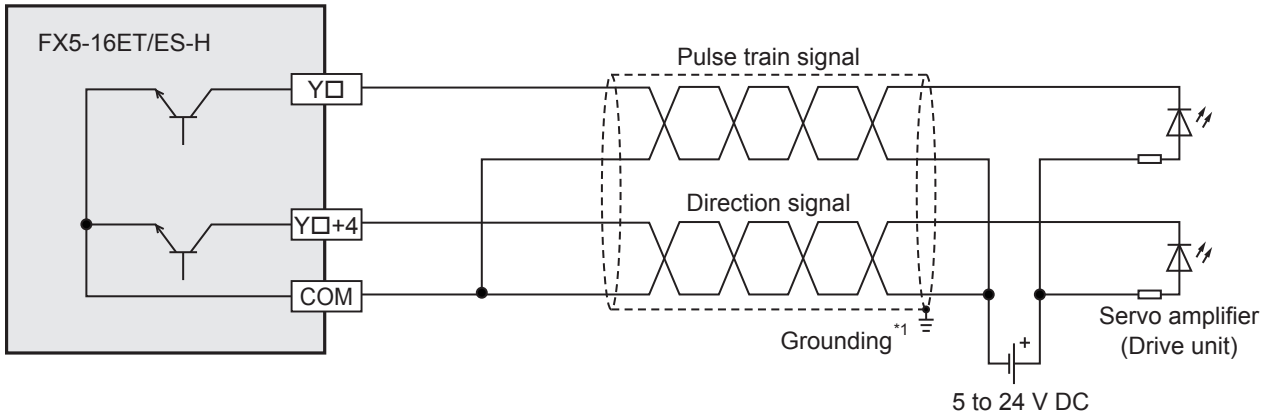 FX5-16ET/ES-H
Pulse train signal
Y□
Direction signal
Y□+4
COM
Grounding*1
Servo amplifier
(Drive unit)
+
5 to 24 V DC